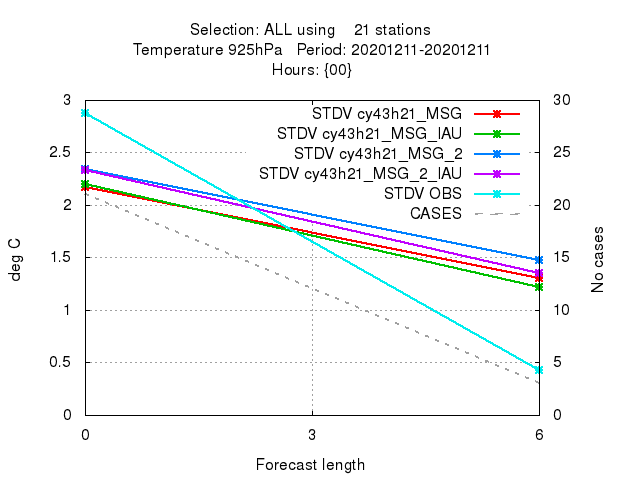 Selection: ALL using    21 stations
Temperature 925hPa   Period: 20201211-20201211
Hours: {00}
3
2.5
2
1.5
1
0.5
0
deg C
30
25
20
15
10
5
0
No cases
STDV cy43h21_MSG
STDV cy43h21_MSG_IAU
STDV cy43h21_MSG_2
STDV cy43h21_MSG_2_IAU
STDV OBS
CASES
0
3
6
Forecast length